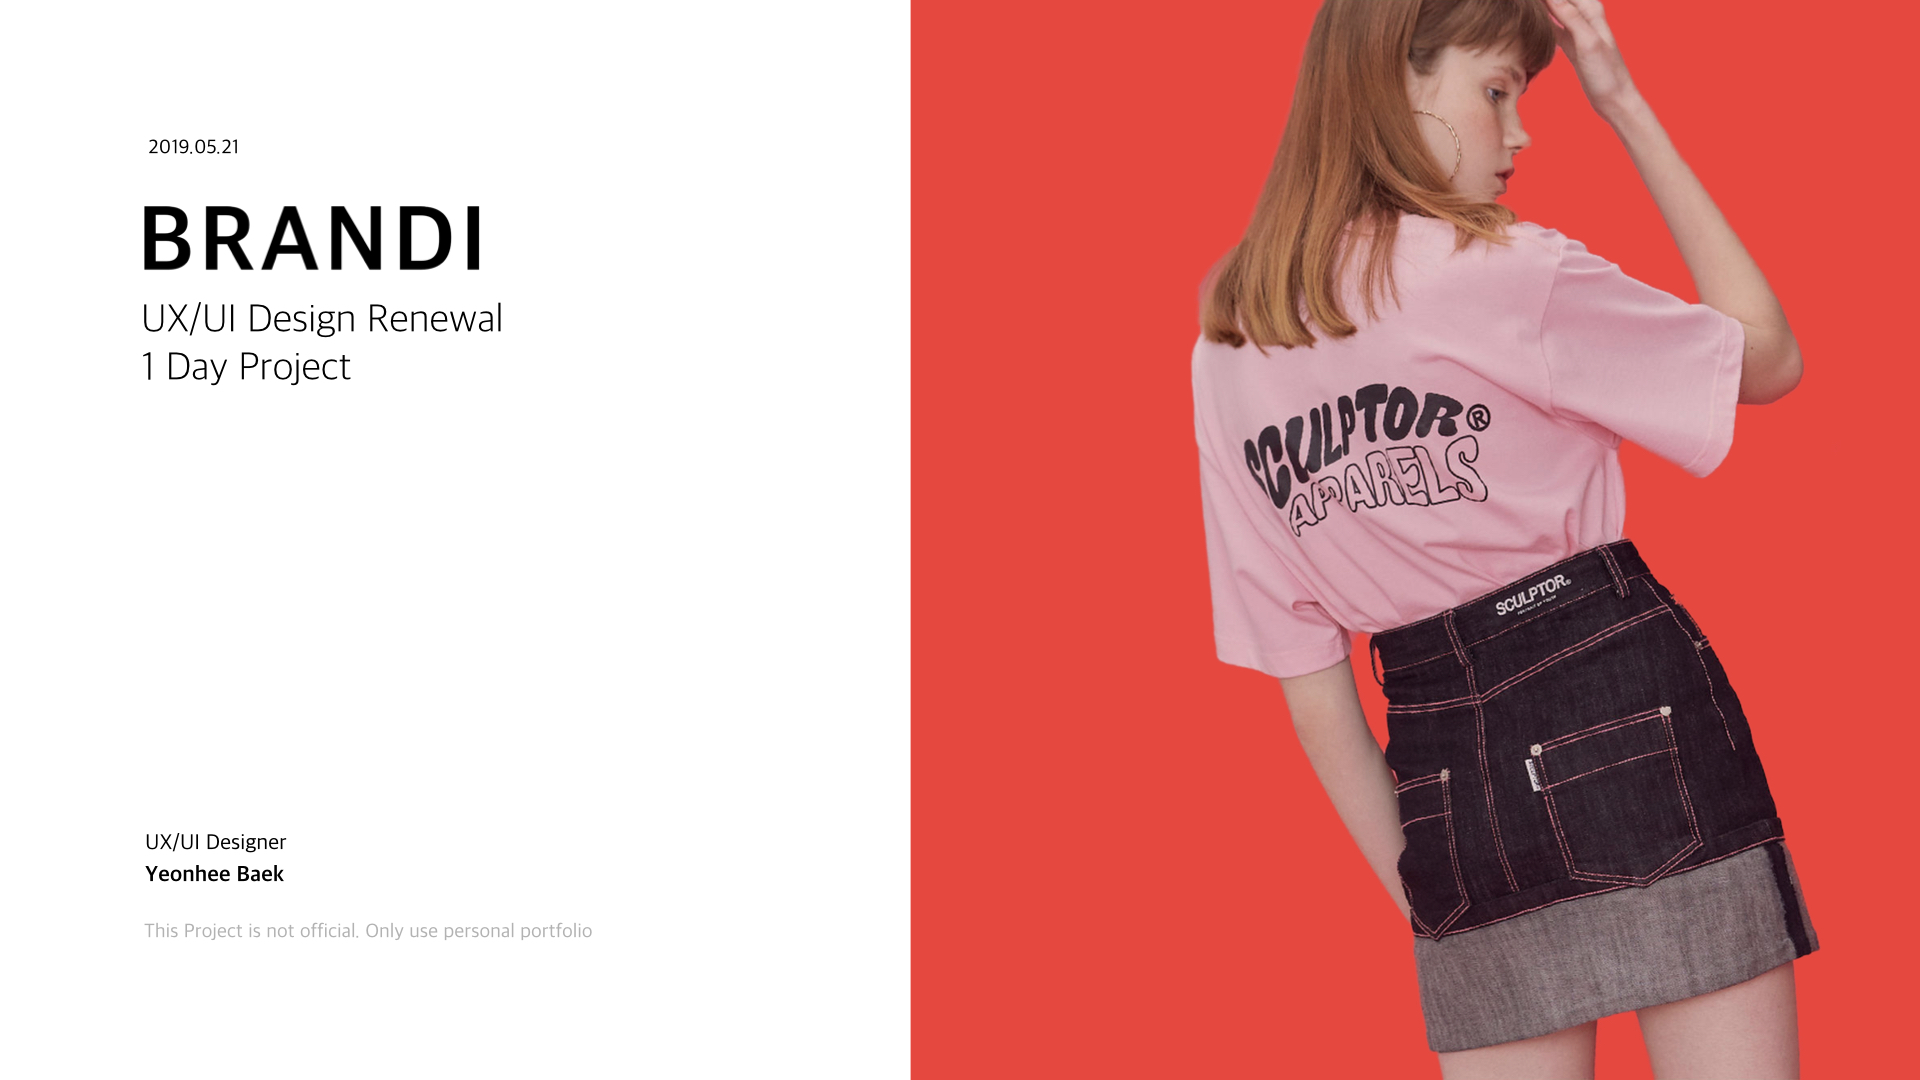 2019.05.21
BRANDI
UX/UI Design Renewal
1 Day Project
UX/UI Designer
Yeonhee Baek
This Project is not official. Only use personal portfolio
SCULPTOR®
APPARELS
SCULPTOR®